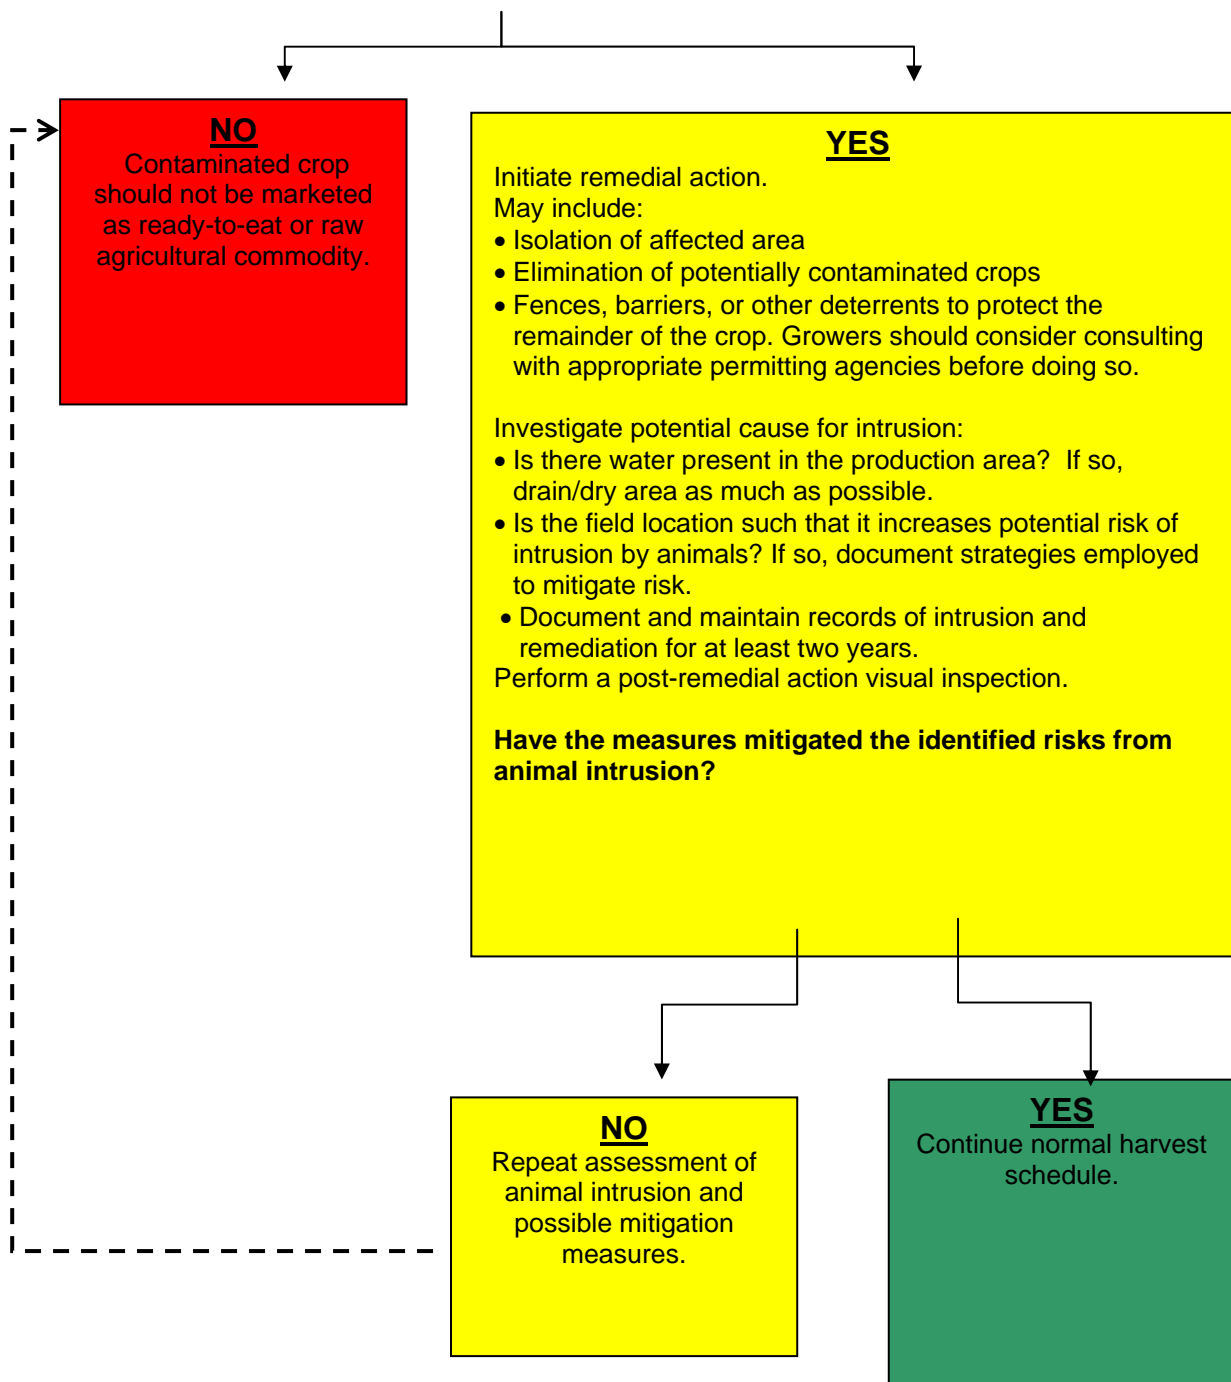 NO
Contaminated crop
should not be marketed
as ready-to-eat or raw
agricultural commodity.
YES
Initiate remedial action.
May include:
• Isolation of affected area
• Elimination of potentially contaminated crops
• Fences, barriers, or other deterrents to protect the
remainder of the crop. Growers should consider consulting
with appropriate permitting agencies before doing so.
Investigate potential cause for intrusion:
• Is there water present in the production area?  If so,
drain/dry area as much as possible.
• Is the field location such that it increases potential risk of
intrusion by animals? If so, document strategies employed
to mitigate risk.
• Document and maintain records of intrusion and
remediation for at least two years.
Perform a post-remedial action visual inspection.
Have the measures mitigated the identified risks from
animal intrusion?
NO
Repeat assessment of
animal intrusion and
possible mitigation
measures.
YES
Continue normal harvest
schedule.